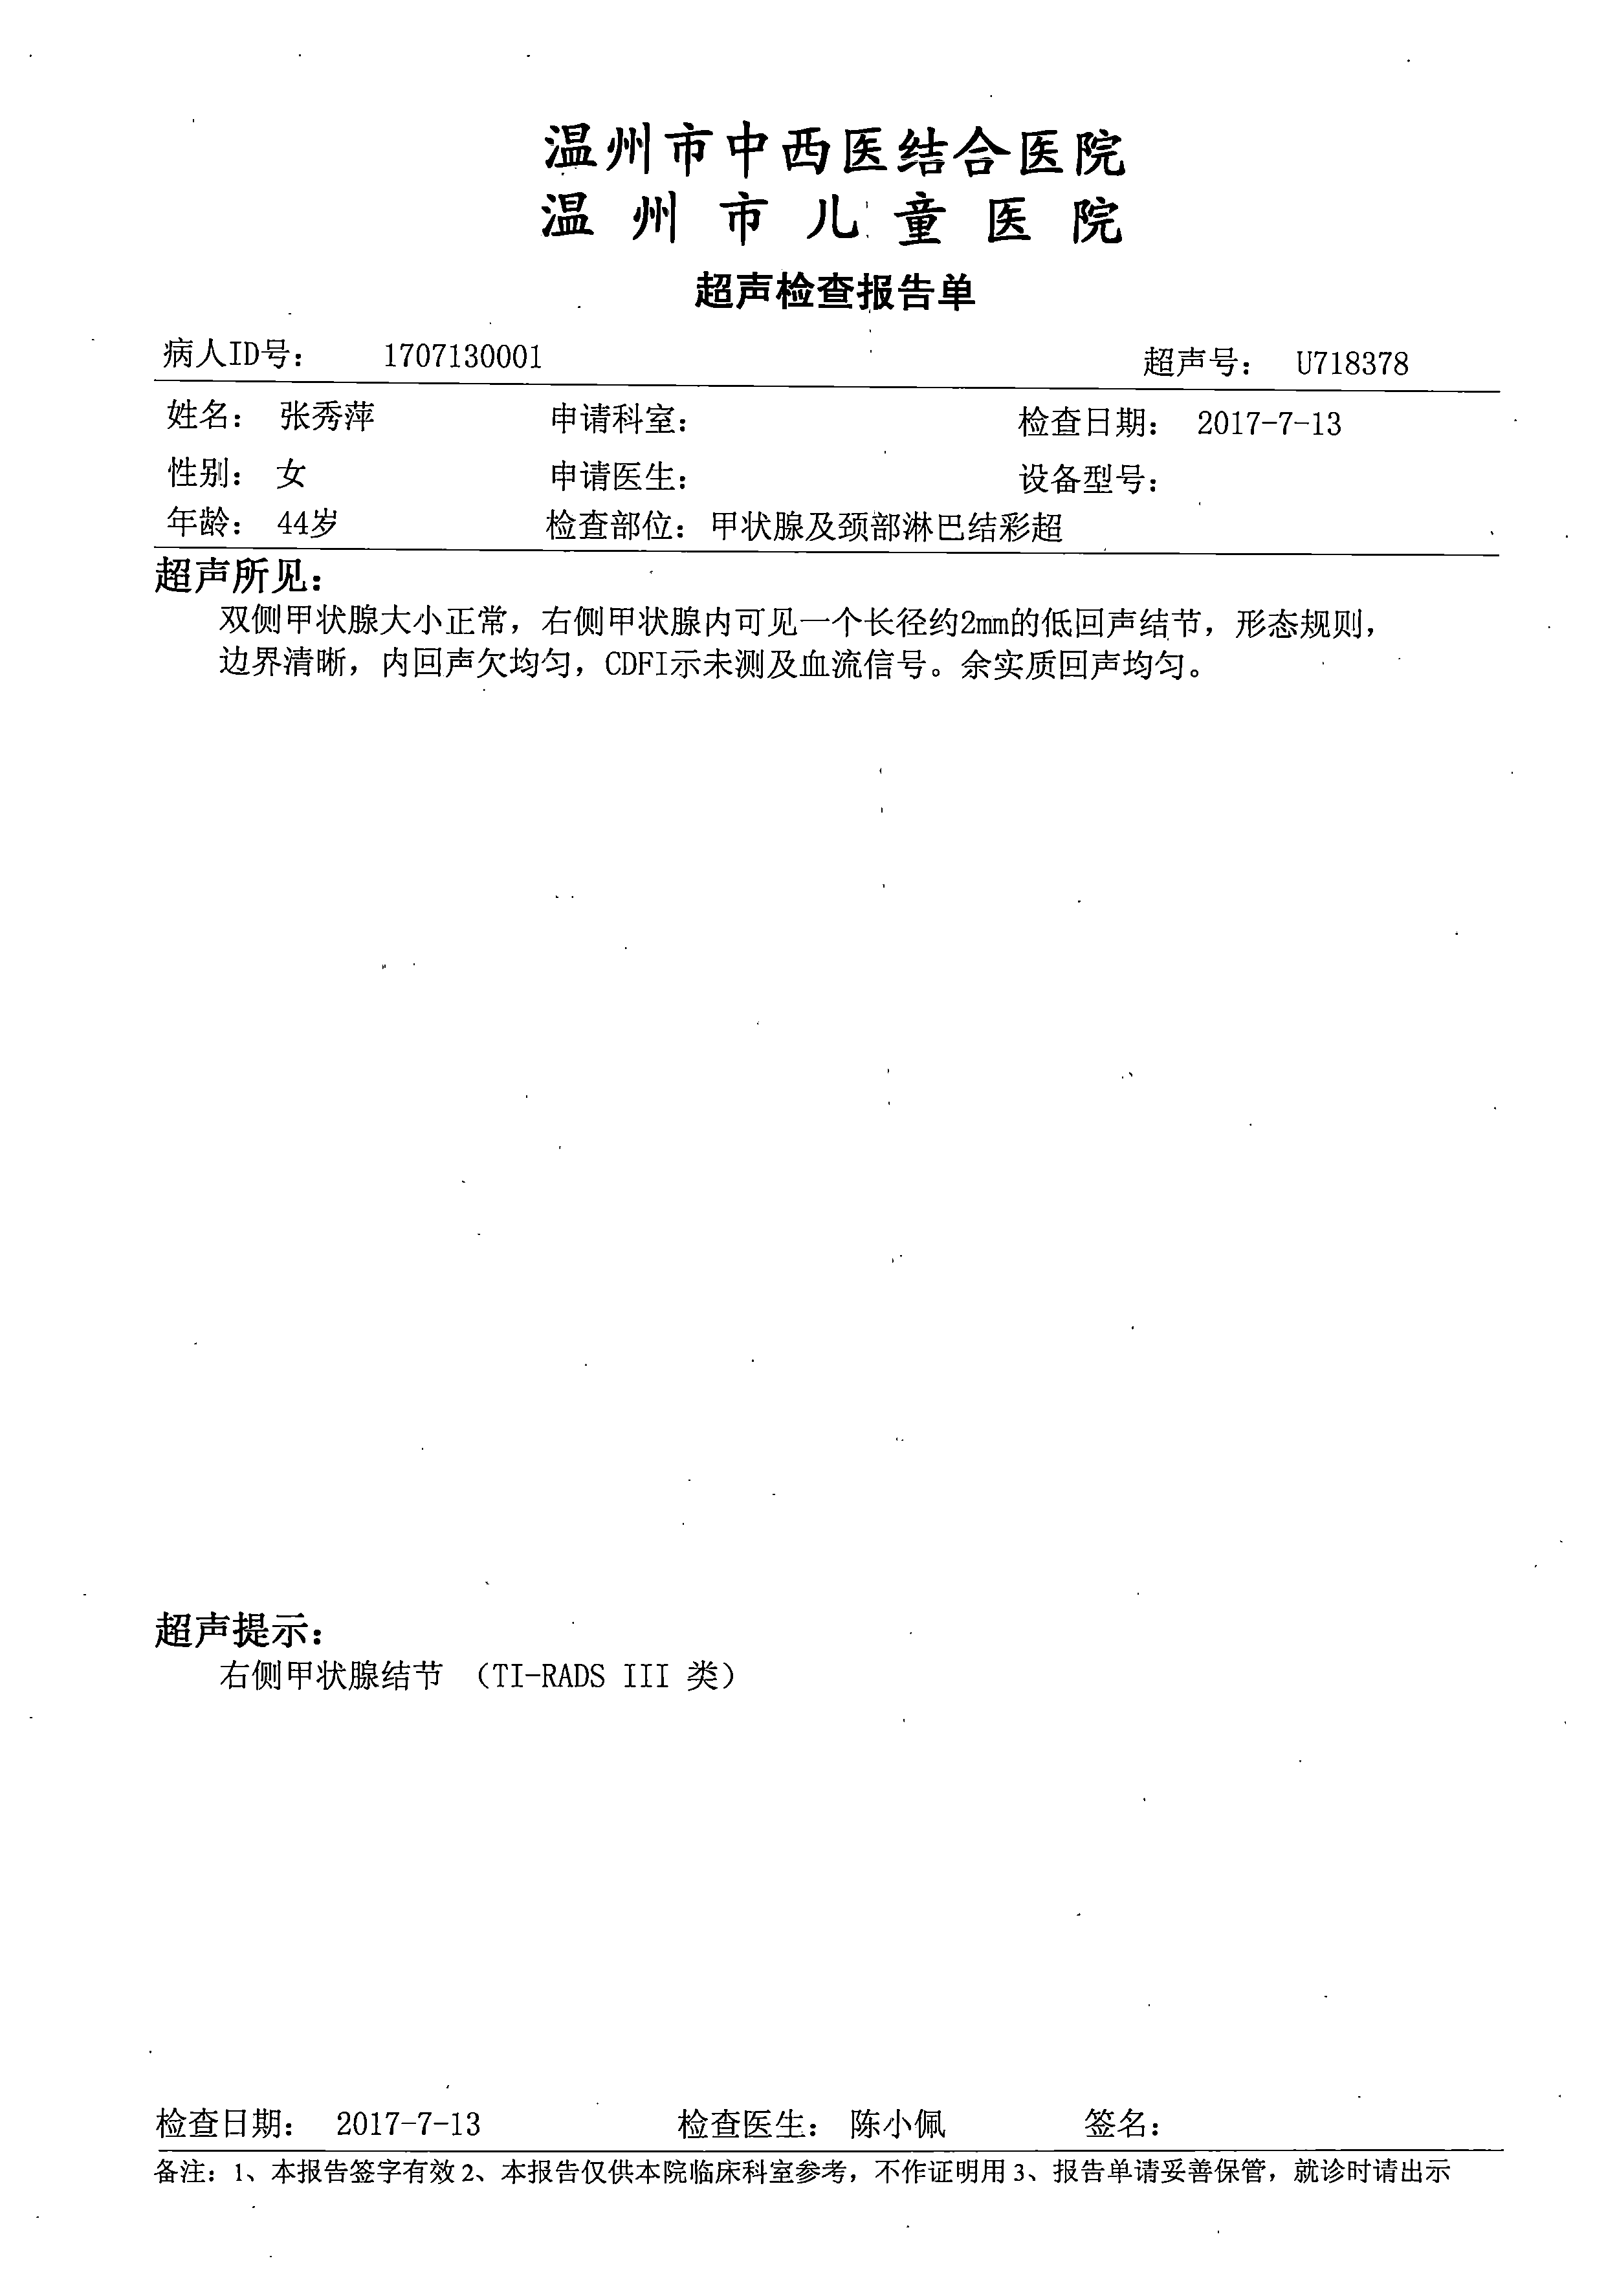 温州市中西医结合医院
温州市儿童医院
超声检查报告单
病人ID号: 1707130001 超声号: U718378
姓名: 张秀萍 申请科室: 检查日期: 2017-7-13
性别: 女 申请医生: 设备型号:
年龄: 44岁 检查部位: 甲状腺及颈部淋巴结彩超
超声所见:
双侧甲状腺大小正常，右侧甲状腺内可见一个长径约2mm的低回声结节，形态规则，
边界清晰，内回声欠均匀，CDFI示未测及血流信号。余实质回声均匀。
超声提示:
右侧甲状腺结节 （TI-RADS III 类）
检查日期: 2017-7-13 检查医生: 陈小佩 签名:
备注: 1、本报告签字有效 2、本报告仅供本院临床科室参考，不作证明用 3、报告单请妥善保管，就诊时请出示